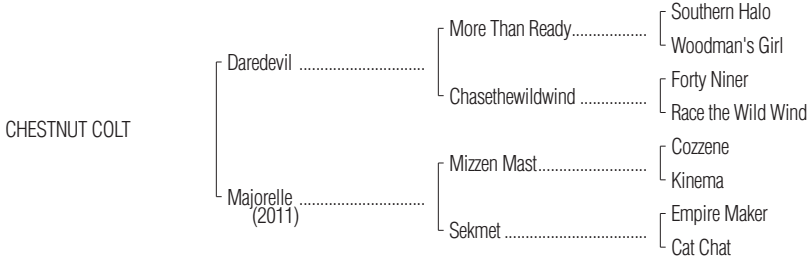 Southern Halo
More Than Ready..................
Woodman's Girl
Daredevil ..............................
Forty Niner
Chasethewildwind ................
Race the Wild Wind
CHESTNUT COLT
Cozzene
Mizzen Mast..........................
Kinema
Majorelle ..............................
(2011)
Empire Maker
Sekmet ..................................
Cat Chat